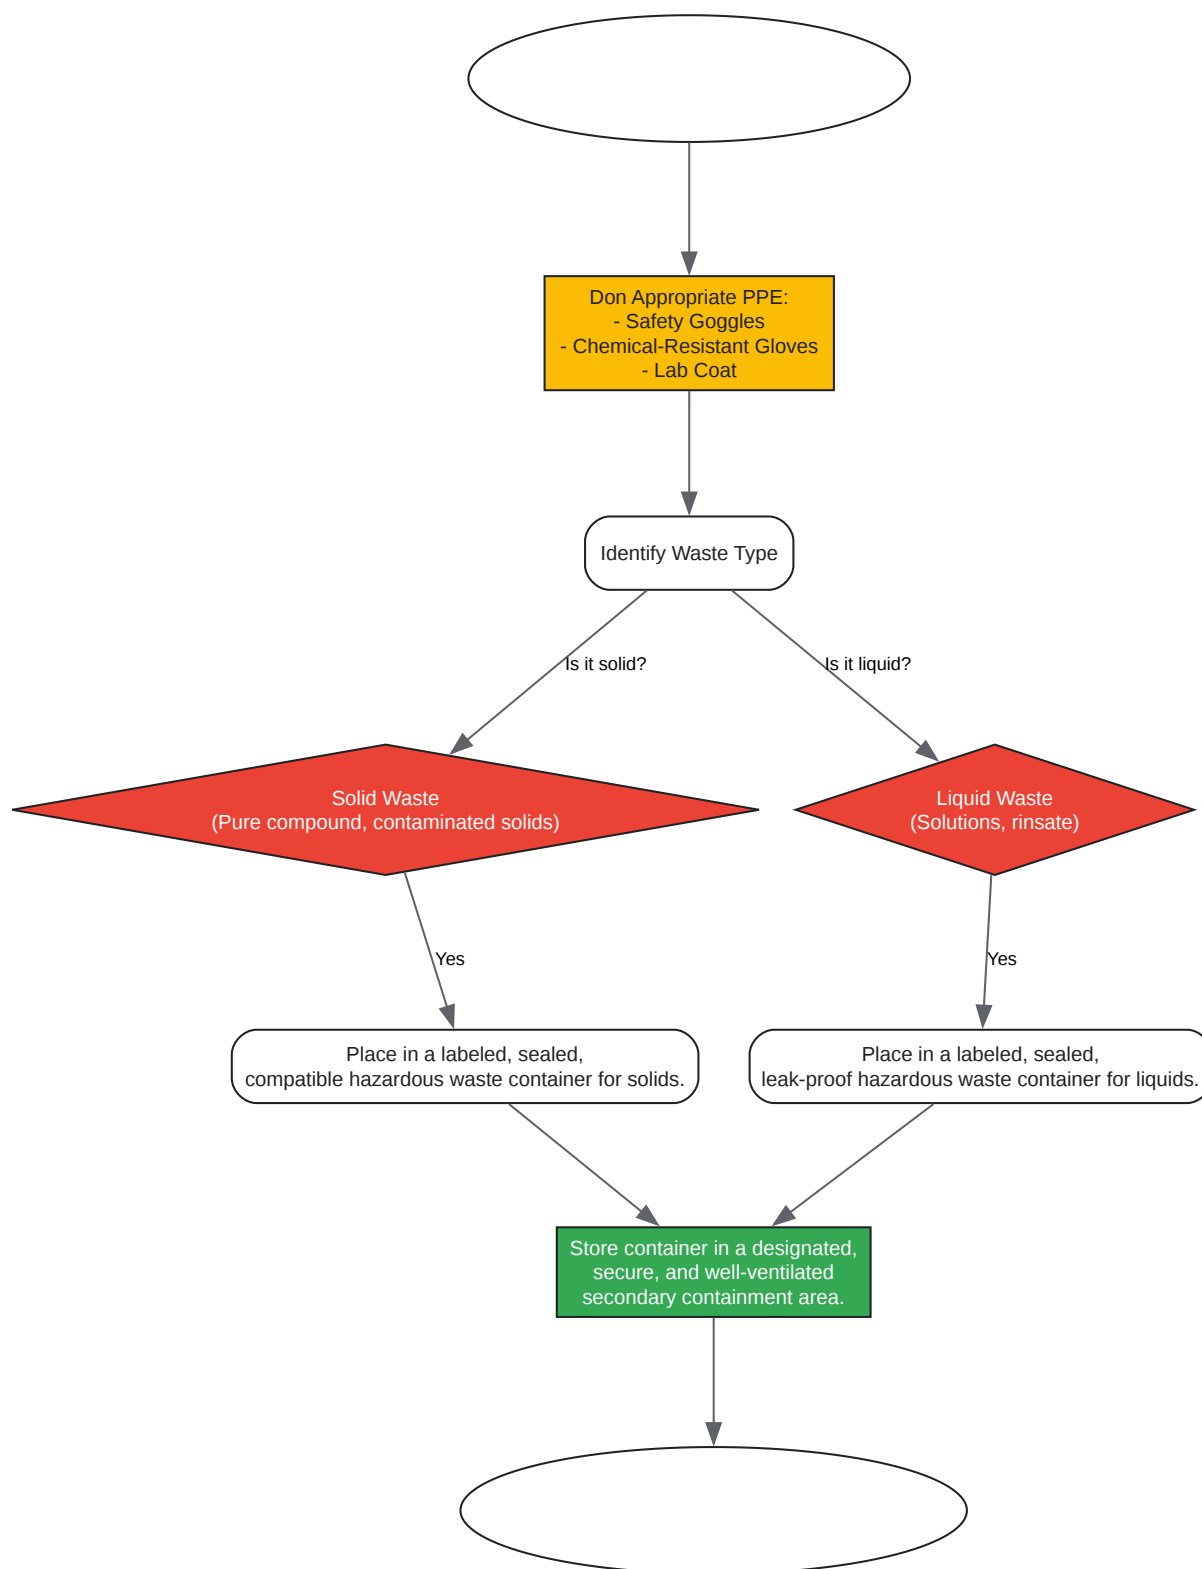 Don Appropriate PPE:
- Safety Goggles
- Chemical-Resistant Gloves
- Lab Coat
Identify Waste Type
Is it solid?
Is it liquid?
Solid Waste
(Pure compound, contaminated solids)
Liquid Waste
(Solutions, rinsate)
Yes
Yes
Place in a labeled, sealed,
compatible hazardous waste container for solids.
Place in a labeled, sealed,
leak-proof hazardous waste container for liquids.
Store container in a designated,
secure, and well-ventilated
secondary containment area.